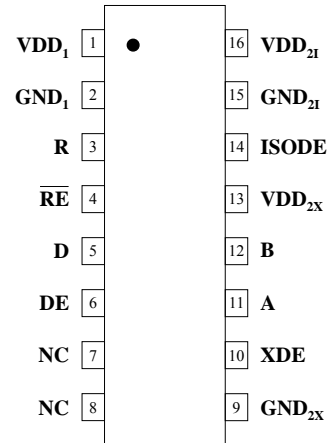 VDD₁ 1 16 VDD₂I
GND₁ 2 15 GND₂I
R 3 14 ISODE
R̅E̅ 4 13 VDD₂X
D 5 12 B
DE 6 11 A
NC 7 10 XDE
NC 8 9 GND₂X